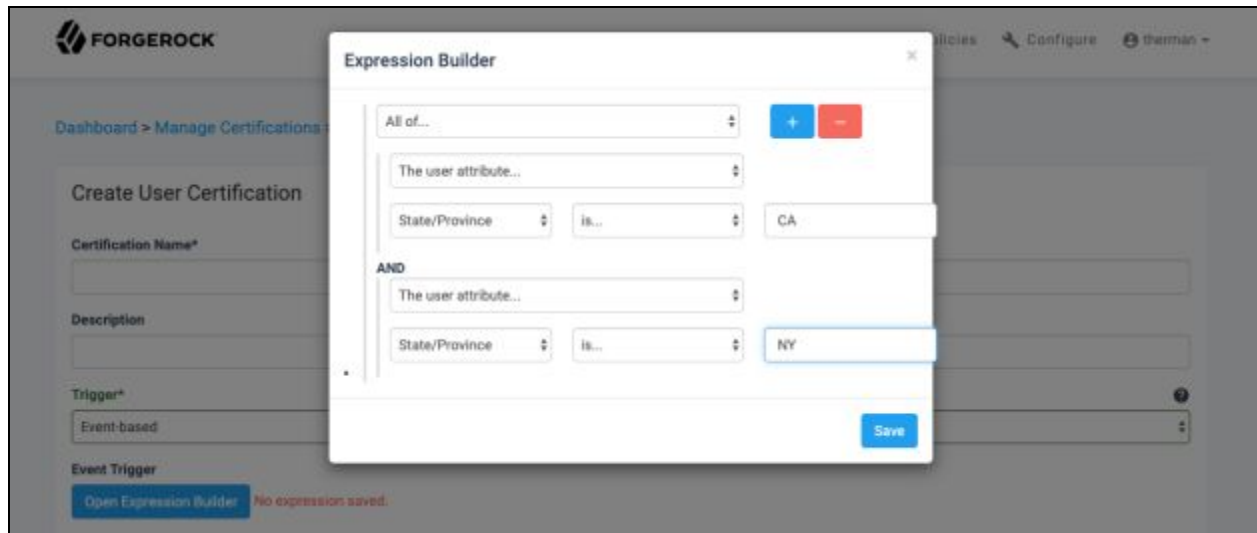 FORGEROCK
olicies Configure therman
Expression Builder ×
Dashboard > Manage Certifications
All of... + −
The user attribute...
Create User Certification
State/Province is... CA
Certification Name*
AND
The user attribute...
Description
State/Province is... NY
Trigger*
Event-based
Save
Event Trigger
Open Expression Builder No expression saved.